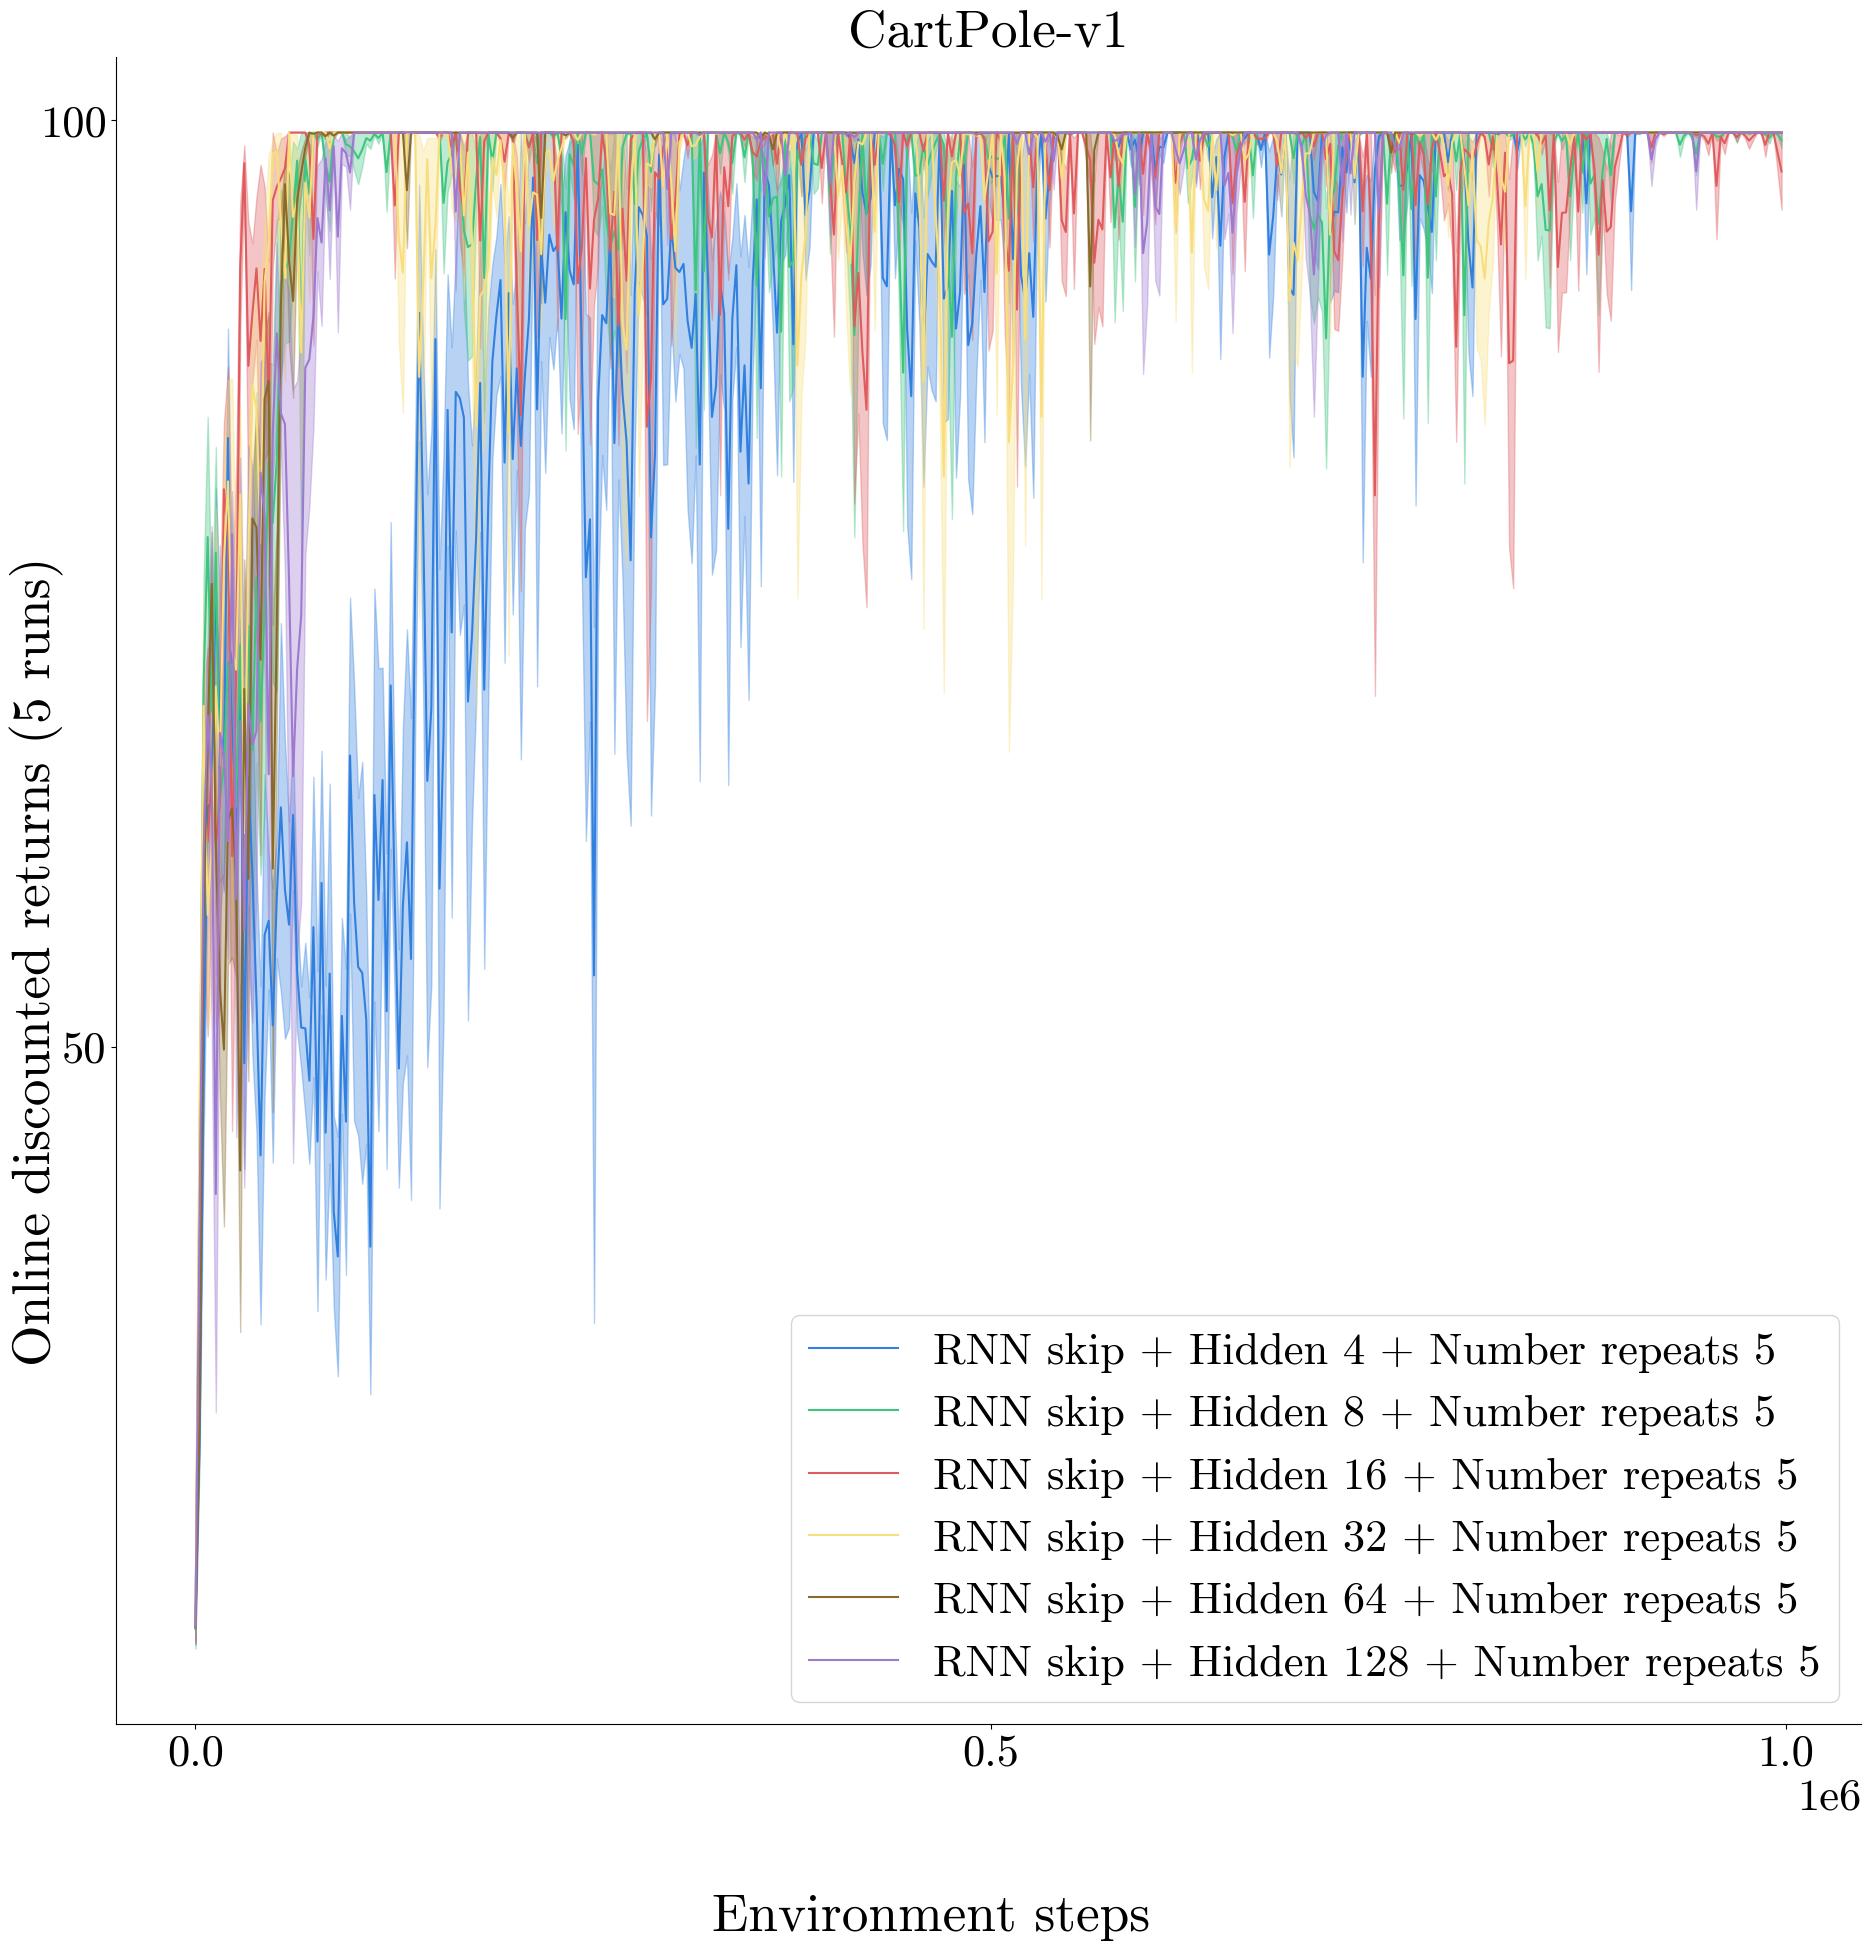 CartPole-v1
100
50
Online discounted returns (5 runs)
RNN skip + Hidden 4 + Number repeats 5
RNN skip + Hidden 8 + Number repeats 5
RNN skip + Hidden 16 + Number repeats 5
RNN skip + Hidden 32 + Number repeats 5
RNN skip + Hidden 64 + Number repeats 5
RNN skip + Hidden 128 + Number repeats 5
0.0 0.5 1.0
1e6
Environment steps